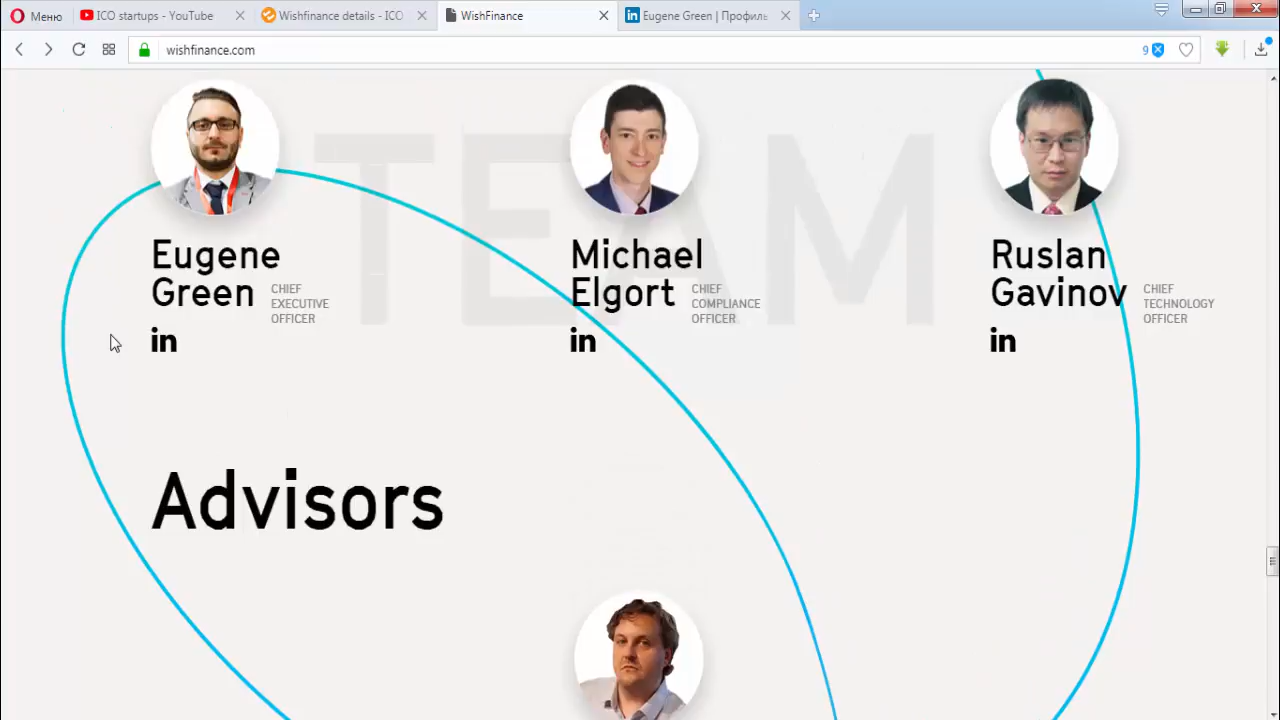 Меню
ICO startups - YouTube
Wishfinance details - ICO
WishFinance
Eugene Green | Профиль
wishfinance.com
9
TEAM
Eugene
Green
CHIEF
EXECUTIVE
OFFICER
in
Michael
Elgort
CHIEF
COMPLIANCE
OFFICER
in
Ruslan
Gavinov
CHIEF
TECHNOLOGY
OFFICER
in
Advisors